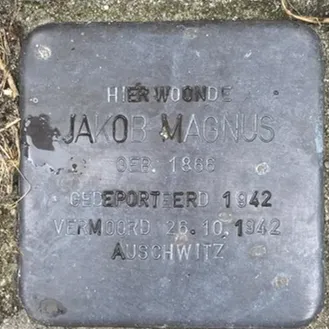 HIER WOONDE
JAKOB MAGNUS
GEB. 1866
GEDEPORTEERD 1942
VERMOORD 26.10.1942
AUSCHWITZ